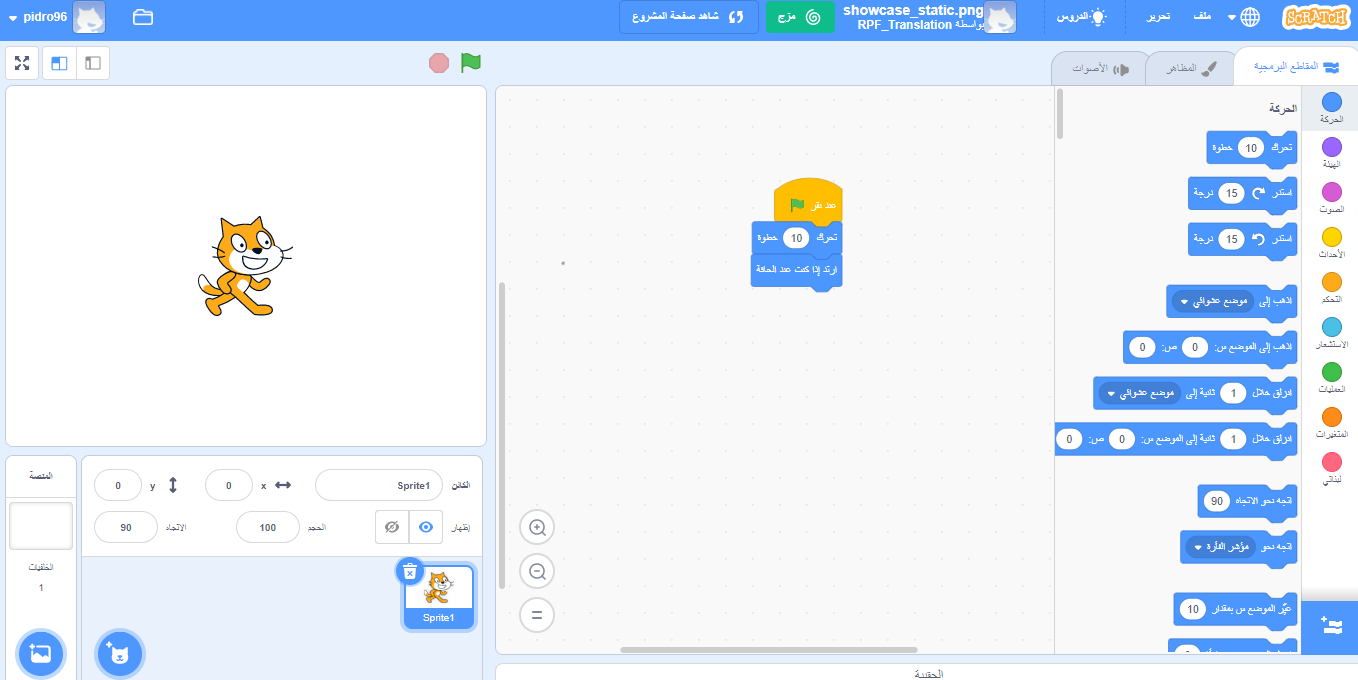 SCRATCH
ملف
تحرير
الدروس
showcase_static.png
بواسطة RPF_Translation
مزج
شاهد صفحة المشروع
pidro96
المقاطع البرمجية
المظاهر
الأصوات
الحركة
الهيئة
الصوت
الأحداث
التحكم
الاستشعار
العمليات
المتغيرات
لبناتي
الحركة
تحرك 10 خطوة
استدر 15 درجة
استدر 15 درجة
اذهب إلى موضع عشوائي
اذهب إلى الموضع س: 0 ص: 0
انزلق خلال 1 ثانية إلى موضع عشوائي
انزلق خلال 1 ثانية إلى الموضع س: 0 ص: 0
اتجه نحو الاتجاه 90
اتجه نحو مؤشر الفأرة
غيّر الموضع س بمقدار 10
عند نقر
تحرك 10 خطوة
ارتد إذا كنت عند الحافة
الحقيبة
الكائن Sprite1 x 0 y 0
إظهار الحجم 100 الاتجاه 90
Sprite1
المنصة
الخلفيات
1